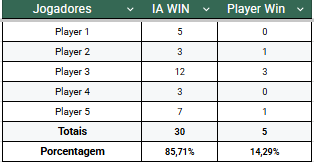 Jogadores IA WIN Player Win
Player 1 5 0
Player 2 3 1
Player 3 12 3
Player 4 3 0
Player 5 7 1
Totais 30 5
Porcentagem 85,71% 14,29%